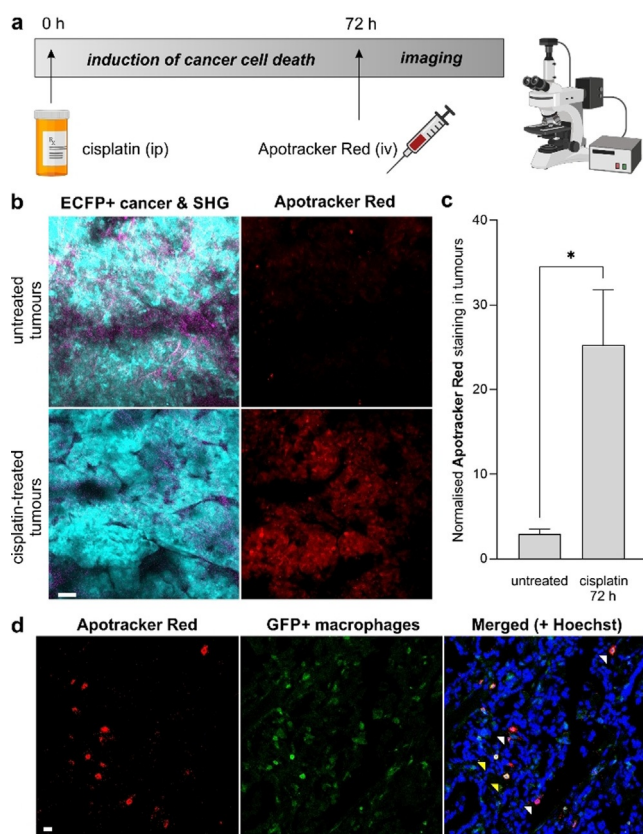 a
0 h
72 h
induction of cancer cell death
imaging
cisplatin (ip)
Apotracker Red (iv)
b
ECFP+ cancer & SHG
Apotracker Red
untreated
tumours
cisplatin-treated
tumours
c
Normalised Apotracker Red staining in tumours
40
30
20
10
0
*
untreated
cisplatin
72 h
d
Apotracker Red
GFP+ macrophages
Merged (+ Hoechst)